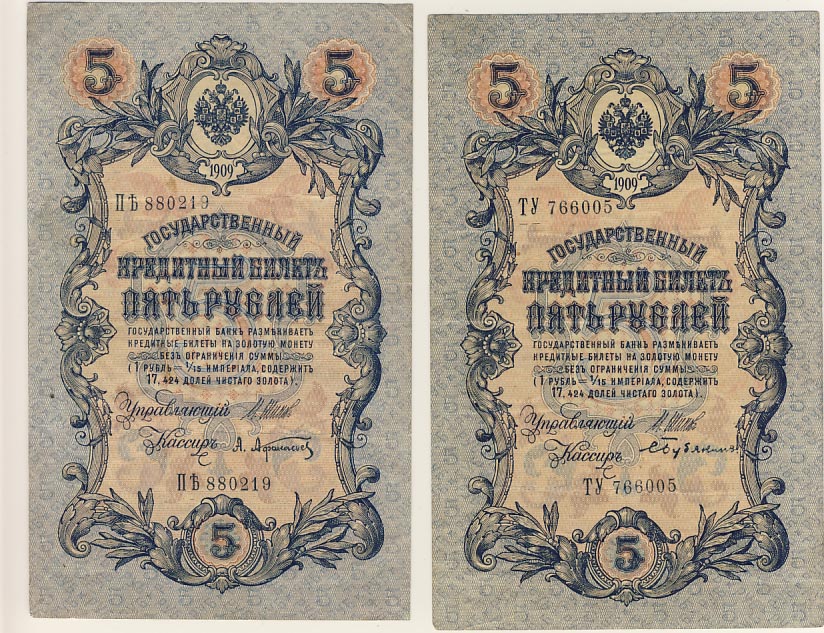 5 5
1909
ПѢ 880219
ГОСУДАРСТВЕННЫЙ
КРЕДИТНЫЙ БИЛЕТЪ
ПЯТЬ РУБЛЕЙ
ГОСУДАРСТВЕННЫЙ БАНКЪ РАЗМѢНИВАЕТЪ
КРЕДИТНЫЕ БИЛЕТЫ НА ЗОЛОТУЮ МОНЕТУ
БЕЗЪ ОГРАНИЧЕНІЯ СУММЫ
(1 РУБЛЬ = 1/15 ИМПЕРІАЛА, СОДЕРЖИТЪ
17,424 ДОЛЕЙ ЧИСТАГО ЗОЛОТА).
Управляющій
Кассиръ А. Афанасьев
ПѢ 880219
5
5 5
1909
ТУ 766005
ГОСУДАРСТВЕННЫЙ
КРЕДИТНЫЙ БИЛЕТЪ
ПЯТЬ РУБЛЕЙ
ГОСУДАРСТВЕННЫЙ БАНКЪ РАЗМѢНИВАЕТЪ
КРЕДИТНЫЕ БИЛЕТЫ НА ЗОЛОТУЮ МОНЕТУ
БЕЗЪ ОГРАНИЧЕНІЯ СУММЫ
(1 РУБЛЬ = 1/15 ИМПЕРІАЛА, СОДЕРЖИТЪ
17,424 ДОЛЕЙ ЧИСТАГО ЗОЛОТА).
Управляющій
Кассиръ
ТУ 766005
5